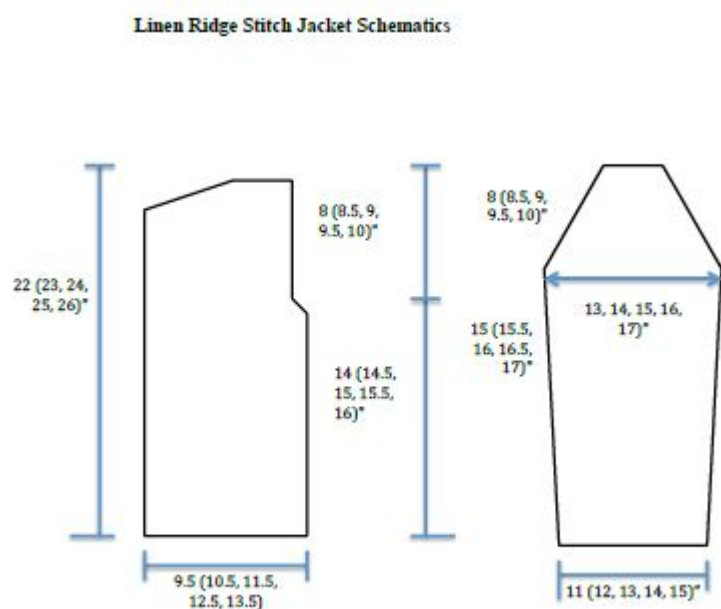 Linen Ridge Stitch Jacket Schematics
22 (23, 24,
25, 26)"
8 (8.5, 9,
9.5, 10)"
14 (14.5,
15, 15.5,
16)"
9.5 (10.5, 11.5,
12.5, 13.5)
8 (8.5, 9,
9.5, 10)"
13, 14, 15, 16,
17)"
15 (15.5,
16, 16.5,
17)"
11 (12, 13, 14, 15)"